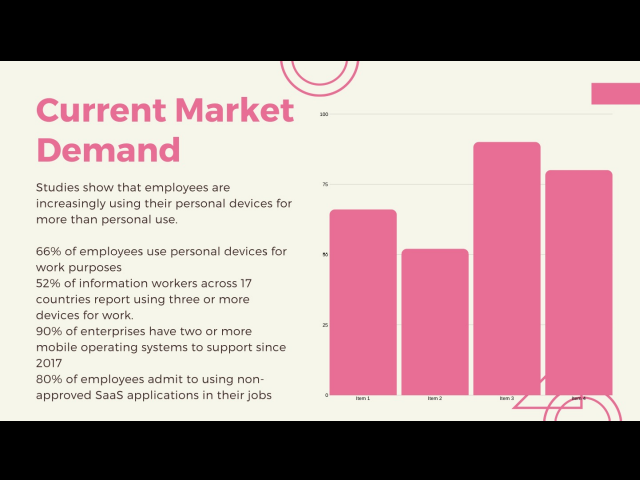 Current Market
Demand
Studies show that employees are
increasingly using their personal devices for
more than personal use.
66% of employees use personal devices for
work purposes
52% of information workers across 17
countries report using three or more
devices for work.
90% of enterprises have two or more
mobile operating systems to support since
2017
80% of employees admit to using non-
approved SaaS applications in their jobs
100
75
50
25
0
Item 1
Item 2
Item 3
Item 4